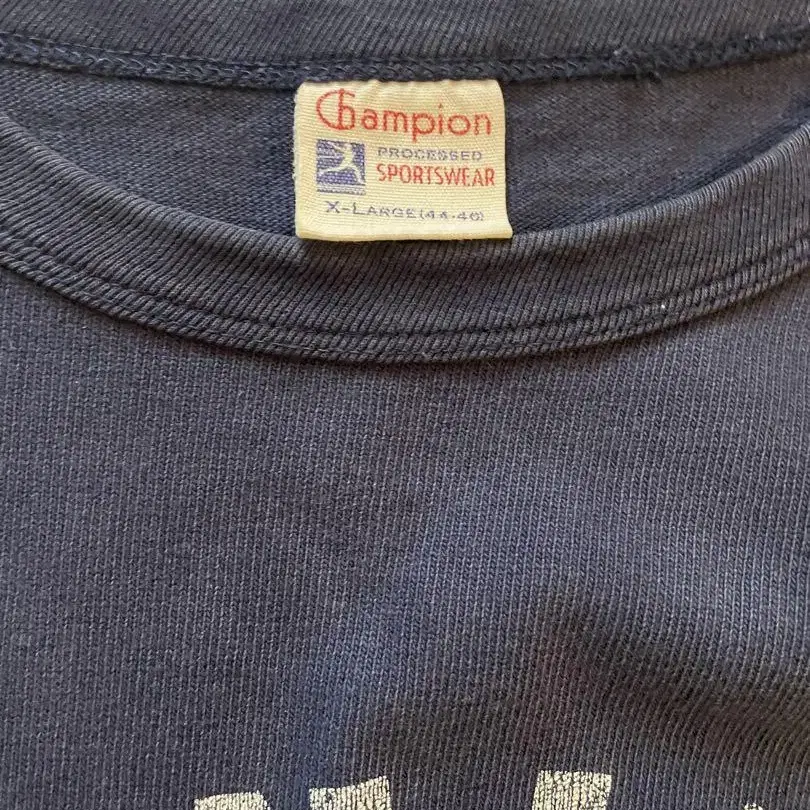 Champion
PROCESSED
SPORTSWEAR
X-LARGE(44-46)